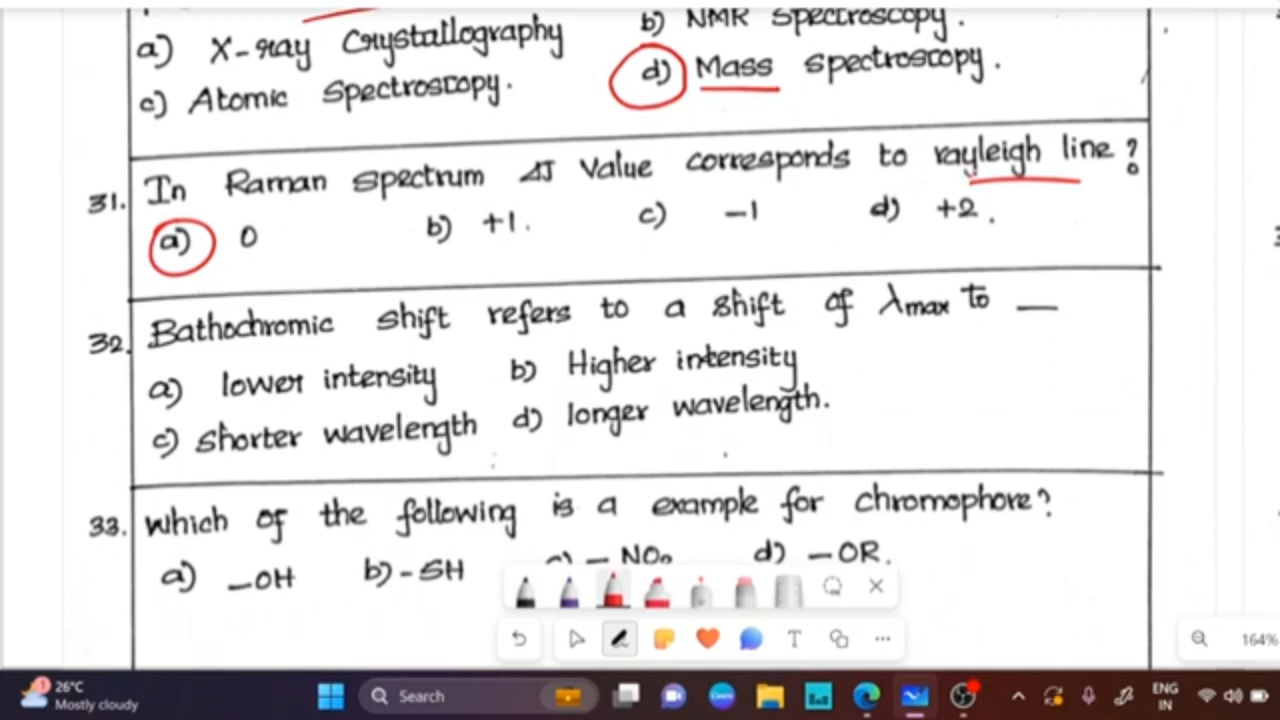 a) X-ray Crystallography b) NMR Spectroscopy.
c) Atomic Spectroscopy. d) Mass Spectroscopy.
31. In Raman Spectrum ΔJ Value corresponds to rayleigh line?
a) 0 b) +1. c) -1 d) +2.
32. Bathochromic shift refers to a shift of λmax to —
a) lower intensity b) Higher intensity
c) shorter wavelength d) longer wavelength.
33. Which of the following is a example for chromophore?
a) -OH b) -SH c) - NO2 d) -OR.
164%
26°C
Mostly cloudy
Search
ENG
IN